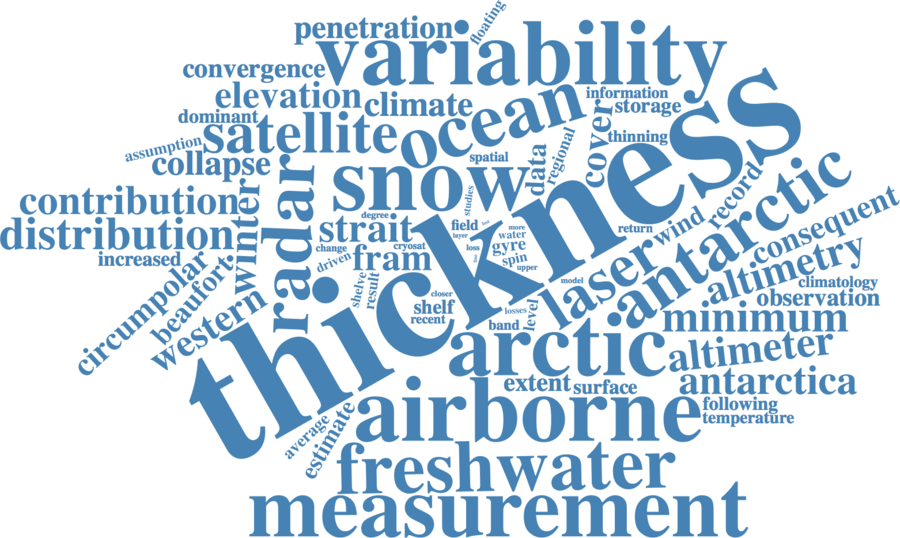 floating
penetration
variability
convergence
elevation
climate
information
storage
dominant
satellite
ocean
cover
thinning
assumption
collapse
spatial
data
regional
snow
thickness
contribution
winter
radar
studies
degree
strait
field
more
water
layer
distribution
change
cryosat
loss
gyre
return
wind
record
antarctic
consequent
increased
driven
fram
spin
upper
laser
altimetry
circumpolar
beaufort
western
shelve
result
model
climatology
observation
closer
shelf
recent
losses
level
band
minimum
arctic
altimeter
extent
surface
antarctica
airborne
following
temperature
average
estimate
freshwater
measurement